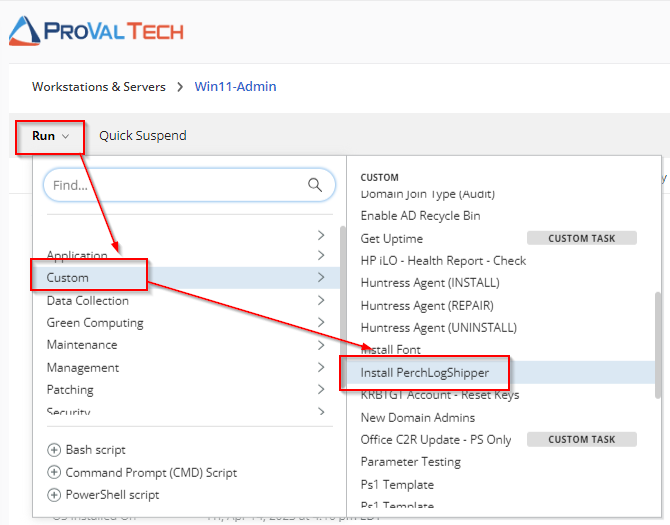 PROVAL TECH
Workstations & Servers > Win11-Admin
Run
Quick Suspend
Find...
Application
Custom
Data Collection
Green Computing
Maintenance
Management
Patching
Security
Bash script
Command Prompt (CMD) Script
PowerShell script
CUSTOM
Domain Join Type (Audit)
Enable AD Recycle Bin
Get Uptime CUSTOM TASK
HP iLO - Health Report - Check
Huntress Agent (INSTALL)
Huntress Agent (REPAIR)
Huntress Agent (UNINSTALL)
Install Font
Install PerchLogShipper
KRBTGT Account - Reset Keys
New Domain Admins
Office C2R Update - PS Only CUSTOM TASK
Parameter Testing
Ps1 Template
Ps1 Template